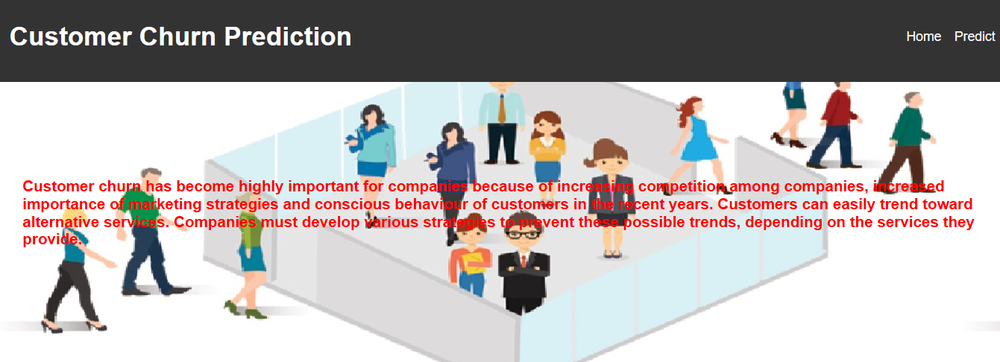 Customer Churn Prediction
Home Predict
Customer churn has become highly important for companies because of increasing competition among companies, increased
importance of marketing strategies and conscious behaviour of customers in the recent years. Customers can easily trend toward
alternative services. Companies must develop various strategies to prevent these possible trends, depending on the services they
provide.